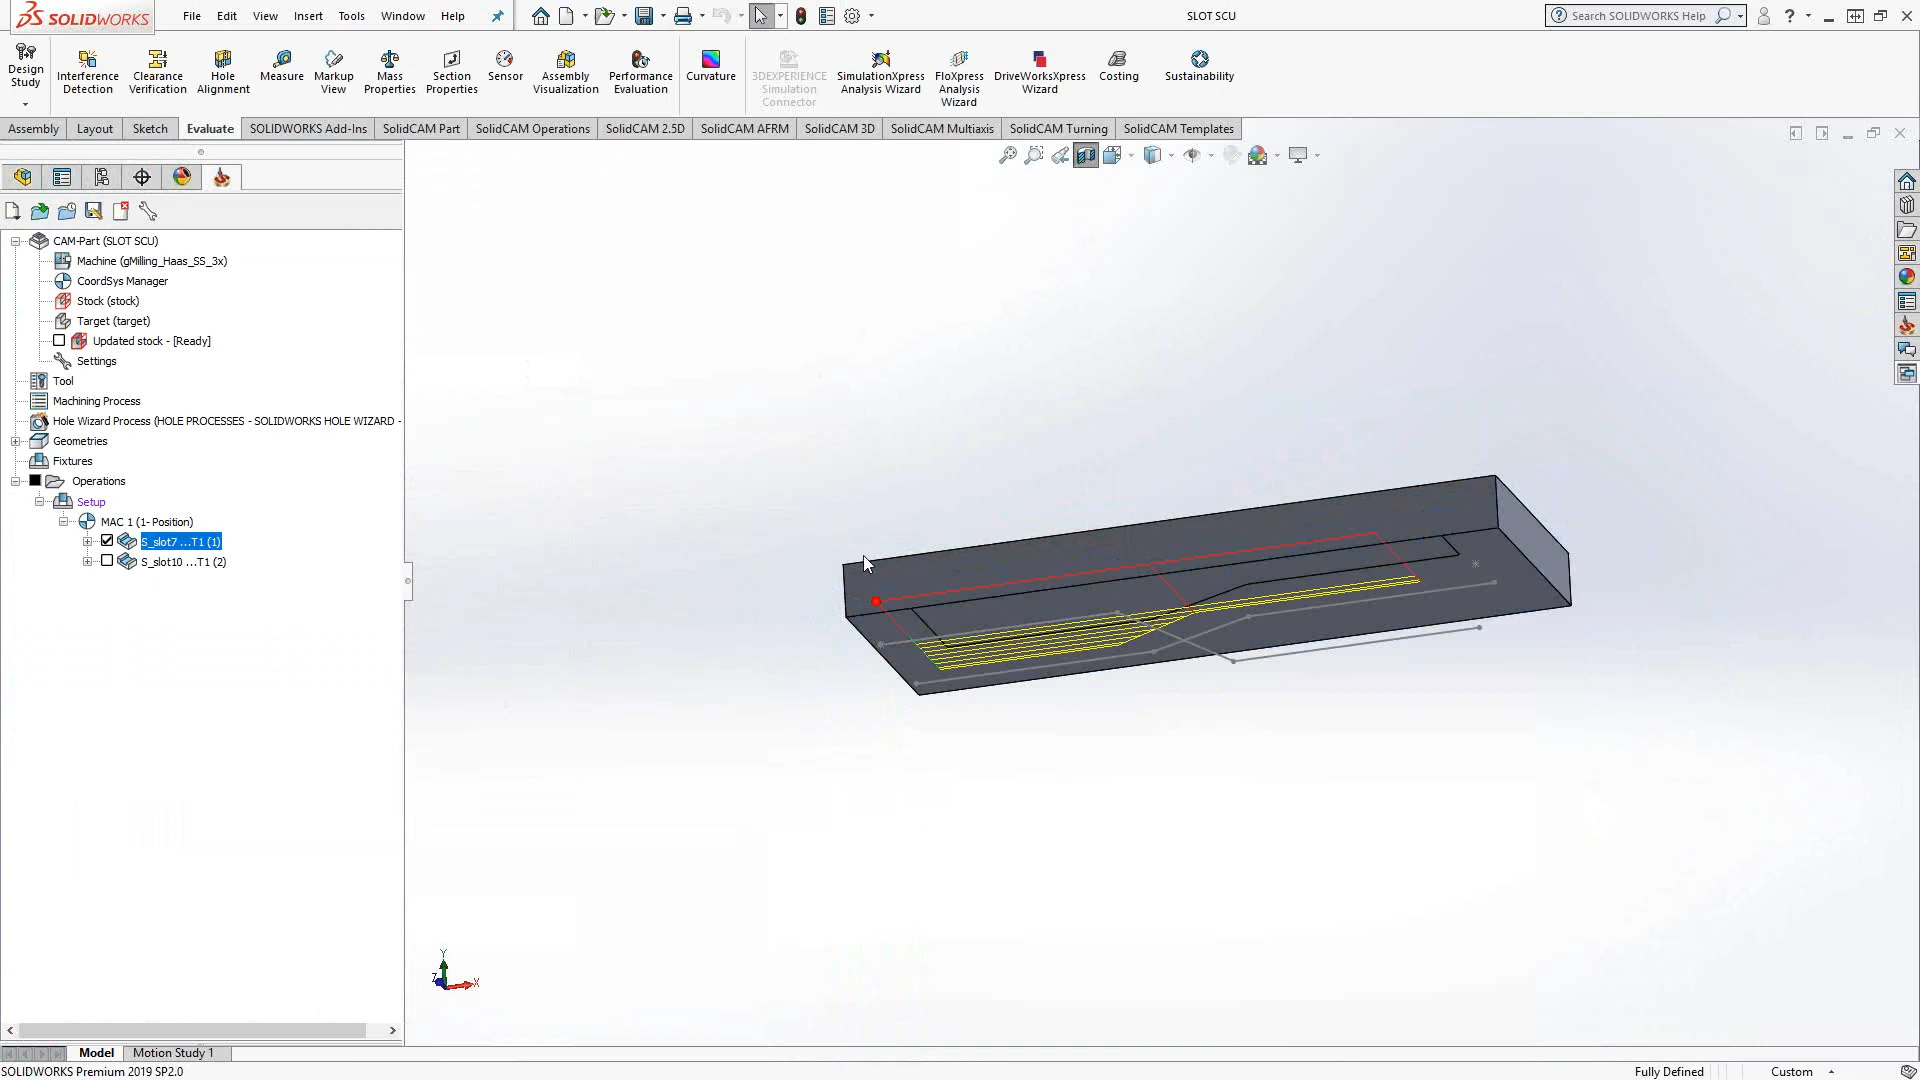 SOLIDWORKS File Edit View Insert Tools Window Help SLOT SCU Search SOLIDWORKS Help
Design Study Interference Detection Clearance Verification Hole Alignment Measure Markup View Mass Properties Section Properties Sensor Assembly Visualization Performance Evaluation Curvature 3DEXPERIENCE Simulation Connector SimulationXpress Analysis Wizard FloXpress Analysis Wizard DriveWorksXpress Wizard Costing Sustainability
Assembly Layout Sketch Evaluate SOLIDWORKS Add-Ins SolidCAM Part SolidCAM Operations SolidCAM 2.5D SolidCAM AFRM SolidCAM 3D SolidCAM Multiaxis SolidCAM Turning SolidCAM Templates
CAM-Part (SLOT SCU)
Machine (gMilling_Haas_SS_3x)
CoordSys Manager
Stock (stock)
Target (target)
Updated stock - [Ready]
Settings
Tool
Machining Process
Hole Wizard Process (HOLE PROCESSES - SOLIDWORKS HOLE WIZARD -
Geometries
Fixtures
Operations
Setup
MAC 1 (1- Position)
S_slot7 ...T1 (1)
S_slot10 ...T1 (2)
Y
Z X
Model Motion Study 1
SOLIDWORKS Premium 2019 SP2.0 Fully Defined Custom